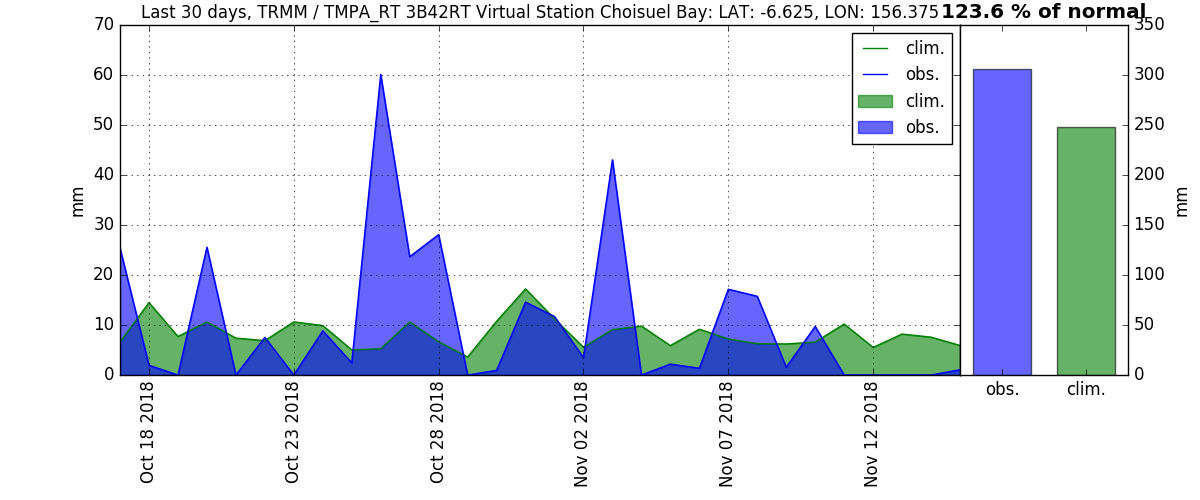 Last 30 days, TRMM / TMPA_RT 3B42RT Virtual Station Choisuel Bay: LAT: -6.625, LON: 156.375
123.6 % of normal
clim.
obs.
clim.
obs.
70
60
50
40
30
20
10
0
mm
Oct 18 2018
Oct 23 2018
Oct 28 2018
Nov 02 2018
Nov 07 2018
Nov 12 2018
350
300
250
200
150
100
50
0
mm
obs.
clim.